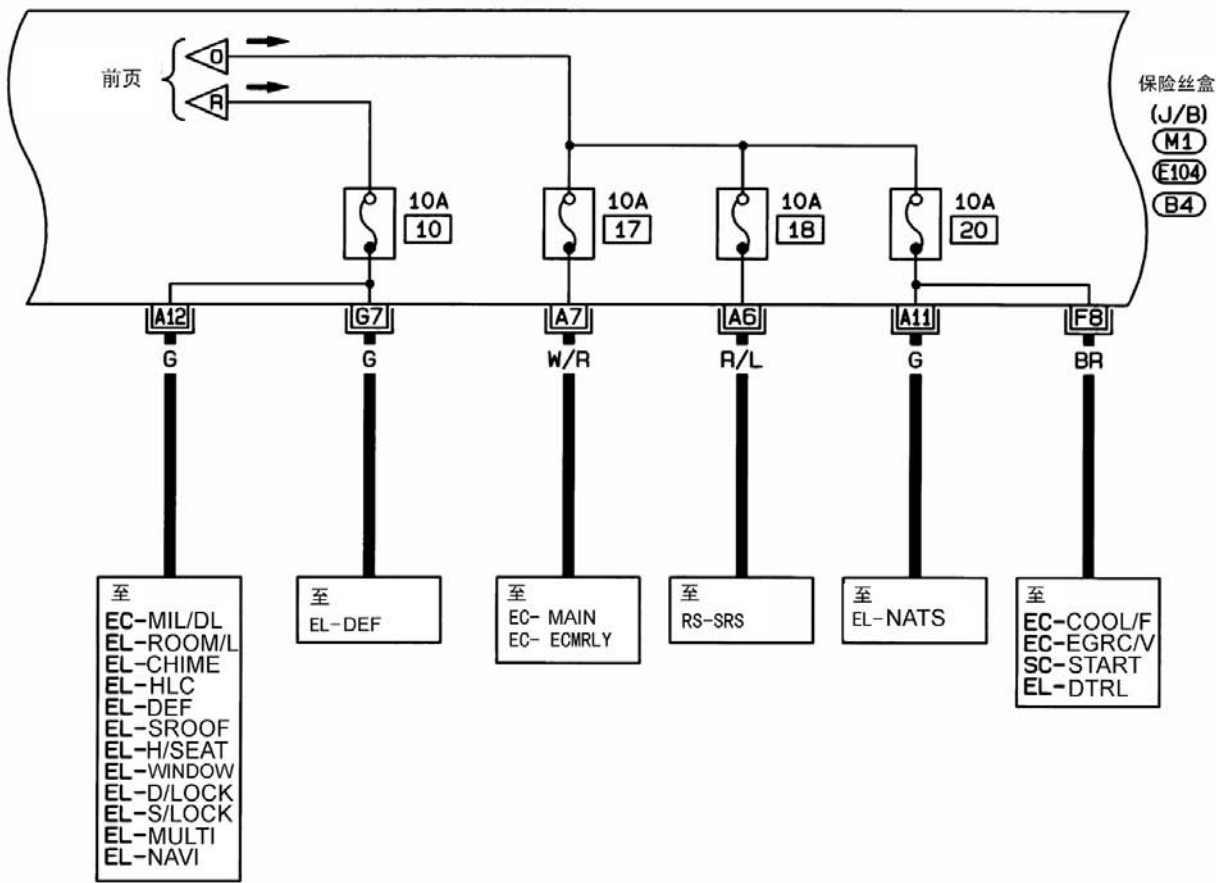 前页
O
R
保险丝盒
(J/B)
M1
E104
B4
10A
10
10A
17
10A
18
10A
20
A12
G7
A7
A6
A11
F8
G
G
W/R
R/L
G
BR
至
EC-MIL/DL
EL-ROOM/L
EL-CHIME
EL-HLC
EL-DEF
EL-SROOF
EL-H/SEAT
EL-WINDOW
EL-D/LOCK
EL-S/LOCK
EL-MULTI
EL-NAVI
至
EL-DEF
至
EC- MAIN
EC- ECMRLY
至
RS-SRS
至
EL-NATS
至
EC-COOL/F
EC-EGRC/V
SC-START
EL-DTRL